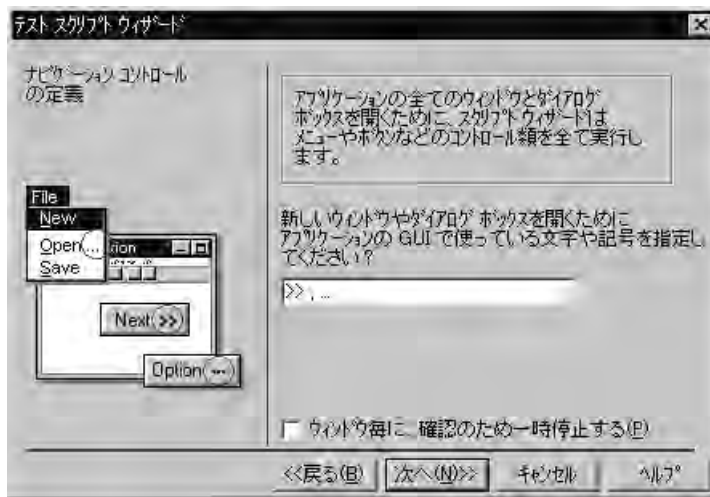 テスト スクリプト ウィザード
ナビゲーション コントロール
の定義
アプリケーションの全てのウィンドウとダイアログ
ボックスを開くために、スクリプト ウィザードは
メニューやボタンなどのコントロール類を全て実行し
ます。
File
New
Open...
Save
tion
Next >>
Option ...
新しいウィンドウやダイアログ ボックスを開くために
アプリケーションの GUI で使っている文字や記号を指定し
てください?
>> , ...
ウィンドウ毎に、確認のため一時停止する(P)
<<戻る(B)
次へ(N)>>
キャンセル
ヘルプ